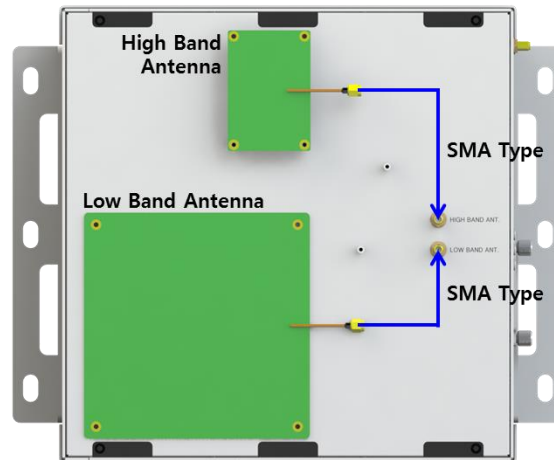 High Band
Antenna
SMA Type
Low Band Antenna
HIGH BAND ANT.
LOW BAND ANT.
SMA Type